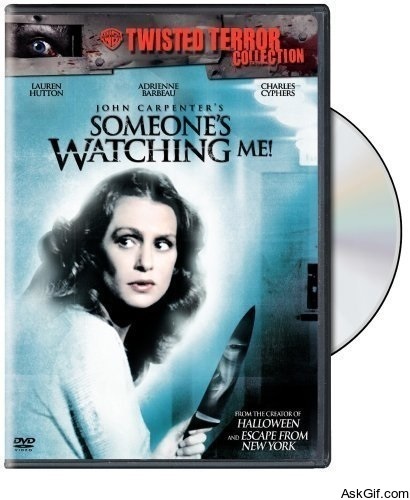 TWISTED TERROR
COLLECTION
LAUREN
HUTTON
ADRIENNE
BARBEAU
CHARLES
CYPHERS
JOHN CARPENTER'S
SOMEONE'S
WATCHING ME!
FROM THE CREATOR OF
HALLOWEEN
AND ESCAPE FROM
NEW YORK
DVD
VIDEO
AskGif.com